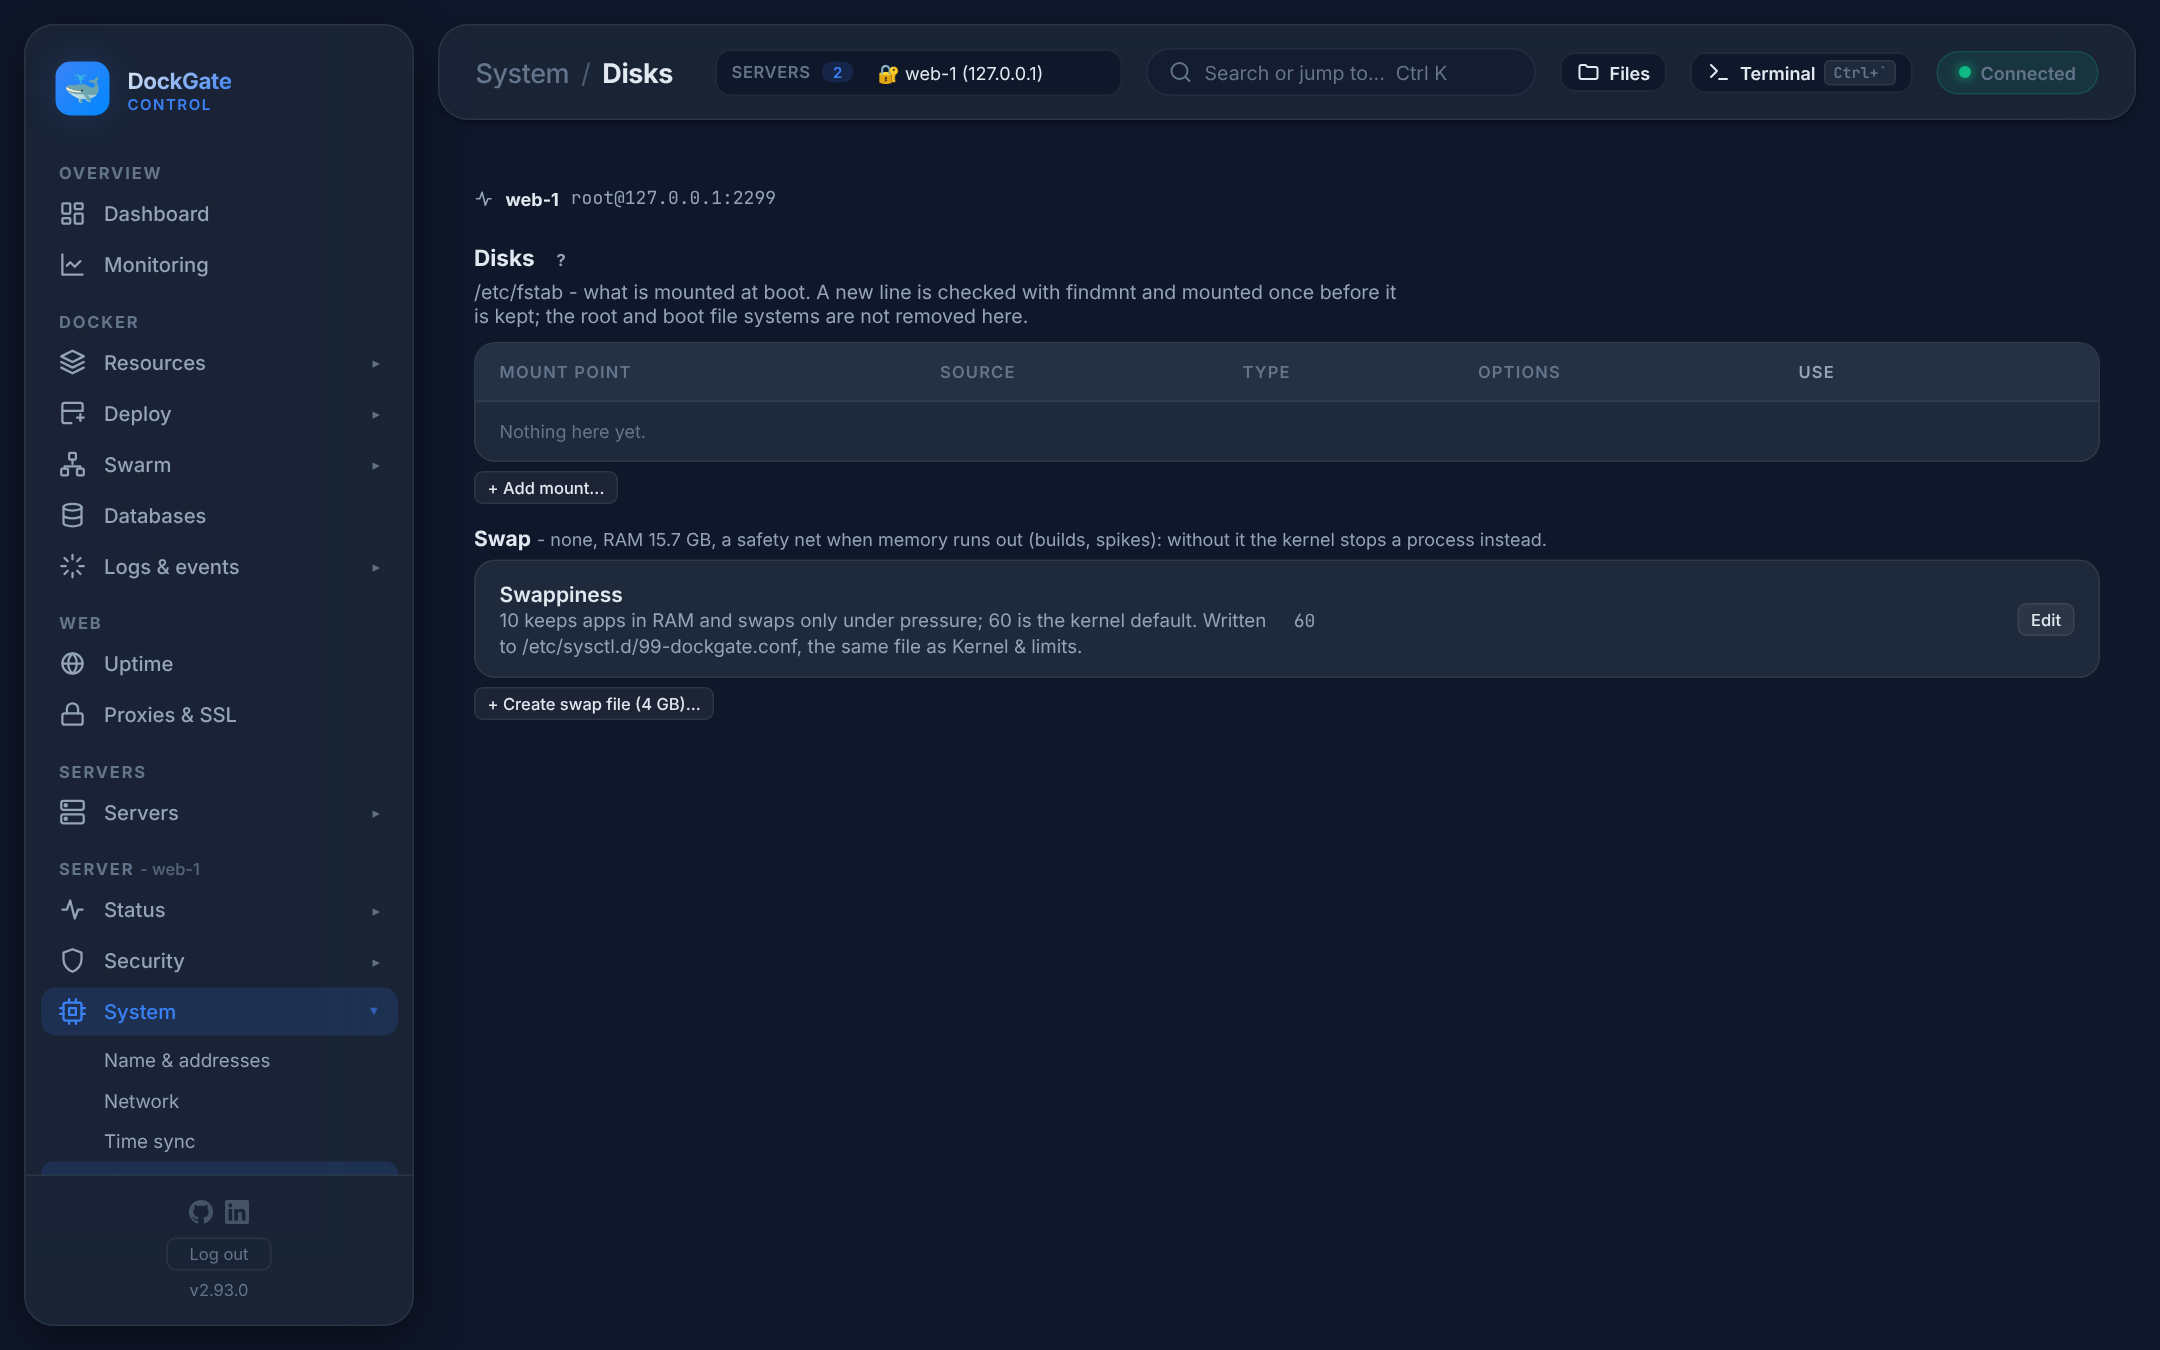 DockGate
CONTROL
OVERVIEW
Dashboard
Monitoring
DOCKER
Resources
Deploy
Swarm
Databases
Logs & events
WEB
Uptime
Proxies & SSL
SERVERS
Servers
SERVER - web-1
Status
Security
System
Name & addresses
Network
Time sync
Log out
v2.93.0
System / Disks
SERVERS 2 web-1 (127.0.0.1)
Search or jump to... Ctrl K
Files
Terminal Ctrl+`
Connected
web-1 root@127.0.0.1:2299
Disks ?
/etc/fstab - what is mounted at boot. A new line is checked with findmnt and mounted once before it
is kept; the root and boot file systems are not removed here.
MOUNT POINT SOURCE TYPE OPTIONS USE
Nothing here yet.
+ Add mount...
Swap - none, RAM 15.7 GB, a safety net when memory runs out (builds, spikes): without it the kernel stops a process instead.
Swappiness
10 keeps apps in RAM and swaps only under pressure; 60 is the kernel default. Written 60
to /etc/sysctl.d/99-dockgate.conf, the same file as Kernel & limits.
Edit
+ Create swap file (4 GB)...